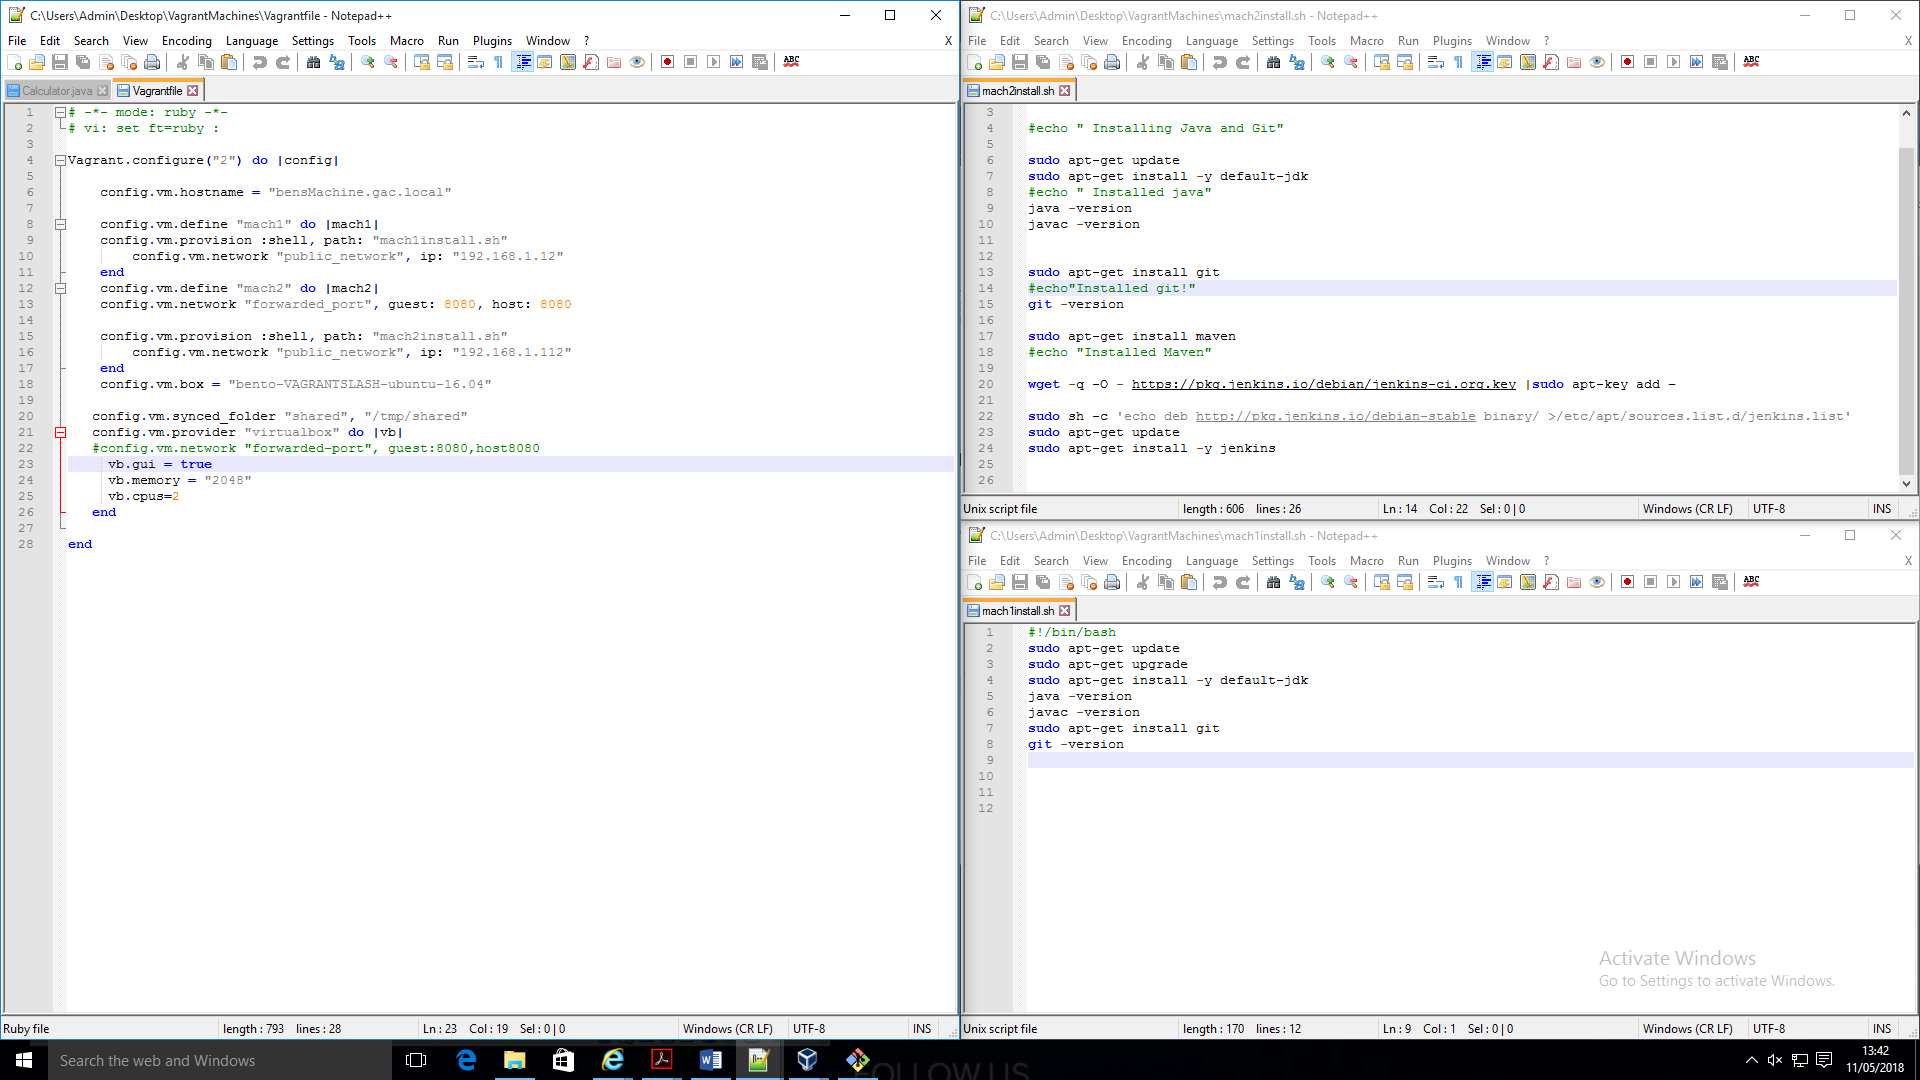 C:\Users\Admin\Desktop\VagrantMachines\Vagrantfile - Notepad++
File Edit Search View Encoding Language Settings Tools Macro Run Plugins Window ? X
Calculator.java Vagrantfile
1 # -*- mode: ruby -*-
2 # vi: set ft=ruby :
3
4 Vagrant.configure("2") do |config|
5
6 config.vm.hostname = "bensMachine.gac.local"
7
8 config.vm.define "mach1" do |mach1|
9 config.vm.provision :shell, path: "mach1install.sh"
10 config.vm.network "public_network", ip: "192.168.1.12"
11 end
12 config.vm.define "mach2" do |mach2|
13 config.vm.network "forwarded_port", guest: 8080, host: 8080
14
15 config.vm.provision :shell, path: "mach2install.sh"
16 config.vm.network "public_network", ip: "192.168.1.112"
17 end
18 config.vm.box = "bento-VAGRANTSLASH-ubuntu-16.04"
19
20 config.vm.synced_folder "shared", "/tmp/shared"
21 config.vm.provider "virtualbox" do |vb|
22 #config.vm.network "forwarded-port", guest:8080,host8080
23 vb.gui = true
24 vb.memory = "2048"
25 vb.cpus=2
26 end
27
28 end
Ruby file length : 793 lines : 28 Ln : 23 Col : 19 Sel : 0 | 0 Windows (CR LF) UTF-8 INS
C:\Users\Admin\Desktop\VagrantMachines\mach2install.sh - Notepad++
File Edit Search View Encoding Language Settings Tools Macro Run Plugins Window ? X
mach2install.sh
3
4 #echo " Installing Java and Git"
5
6 sudo apt-get update
7 sudo apt-get install -y default-jdk
8 #echo " Installed java"
9 java -version
10 javac -version
11
12
13 sudo apt-get install git
14 #echo"Installed git!"
15 git -version
16
17 sudo apt-get install maven
18 #echo "Installed Maven"
19
20 wget -q -O - https://pkg.jenkins.io/debian/jenkins-ci.org.key |sudo apt-key add -
21
22 sudo sh -c 'echo deb http://pkg.jenkins.io/debian-stable binary/ >/etc/apt/sources.list.d/jenkins.list'
23 sudo apt-get update
24 sudo apt-get install -y jenkins
25
26
Unix script file length : 606 lines : 26 Ln : 14 Col : 22 Sel : 0 | 0 Windows (CR LF) UTF-8 INS
C:\Users\Admin\Desktop\VagrantMachines\mach1install.sh - Notepad++
File Edit Search View Encoding Language Settings Tools Macro Run Plugins Window ? X
mach1install.sh
1 #!/bin/bash
2 sudo apt-get update
3 sudo apt-get upgrade
4 sudo apt-get install -y default-jdk
5 java -version
6 javac -version
7 sudo apt-get install git
8 git -version
9
10
11
12
Activate Windows
Go to Settings to activate Windows.
Unix script file length : 170 lines : 12 Ln : 9 Col : 1 Sel : 0 | 0 Windows (CR LF) UTF-8 INS
Search the web and Windows
FOLLOW US
13:42
11/05/2018